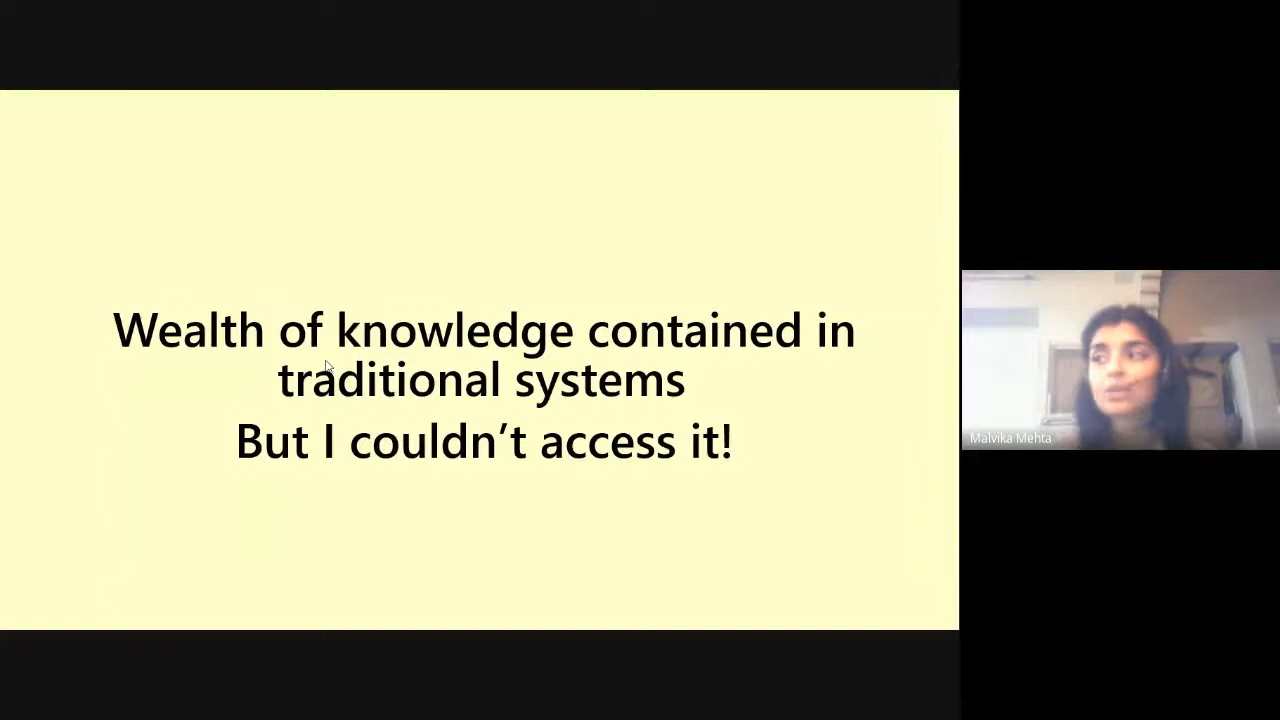 Wealth of knowledge contained in
traditional systems
But I couldn’t access it!
Malvika Mehta